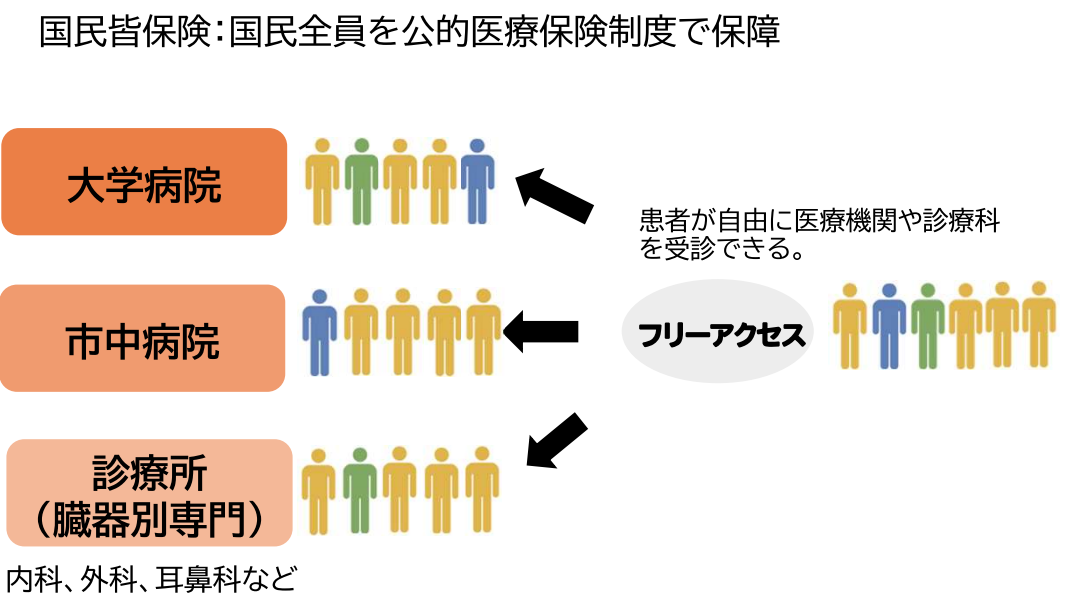 国民皆保険：国民全員を公的医療保険制度で保障
大学病院
患者が自由に医療機関や診療科
を受診できる。
市中病院
フリーアクセス
診療所
（臓器別専門）
内科、外科、耳鼻科など